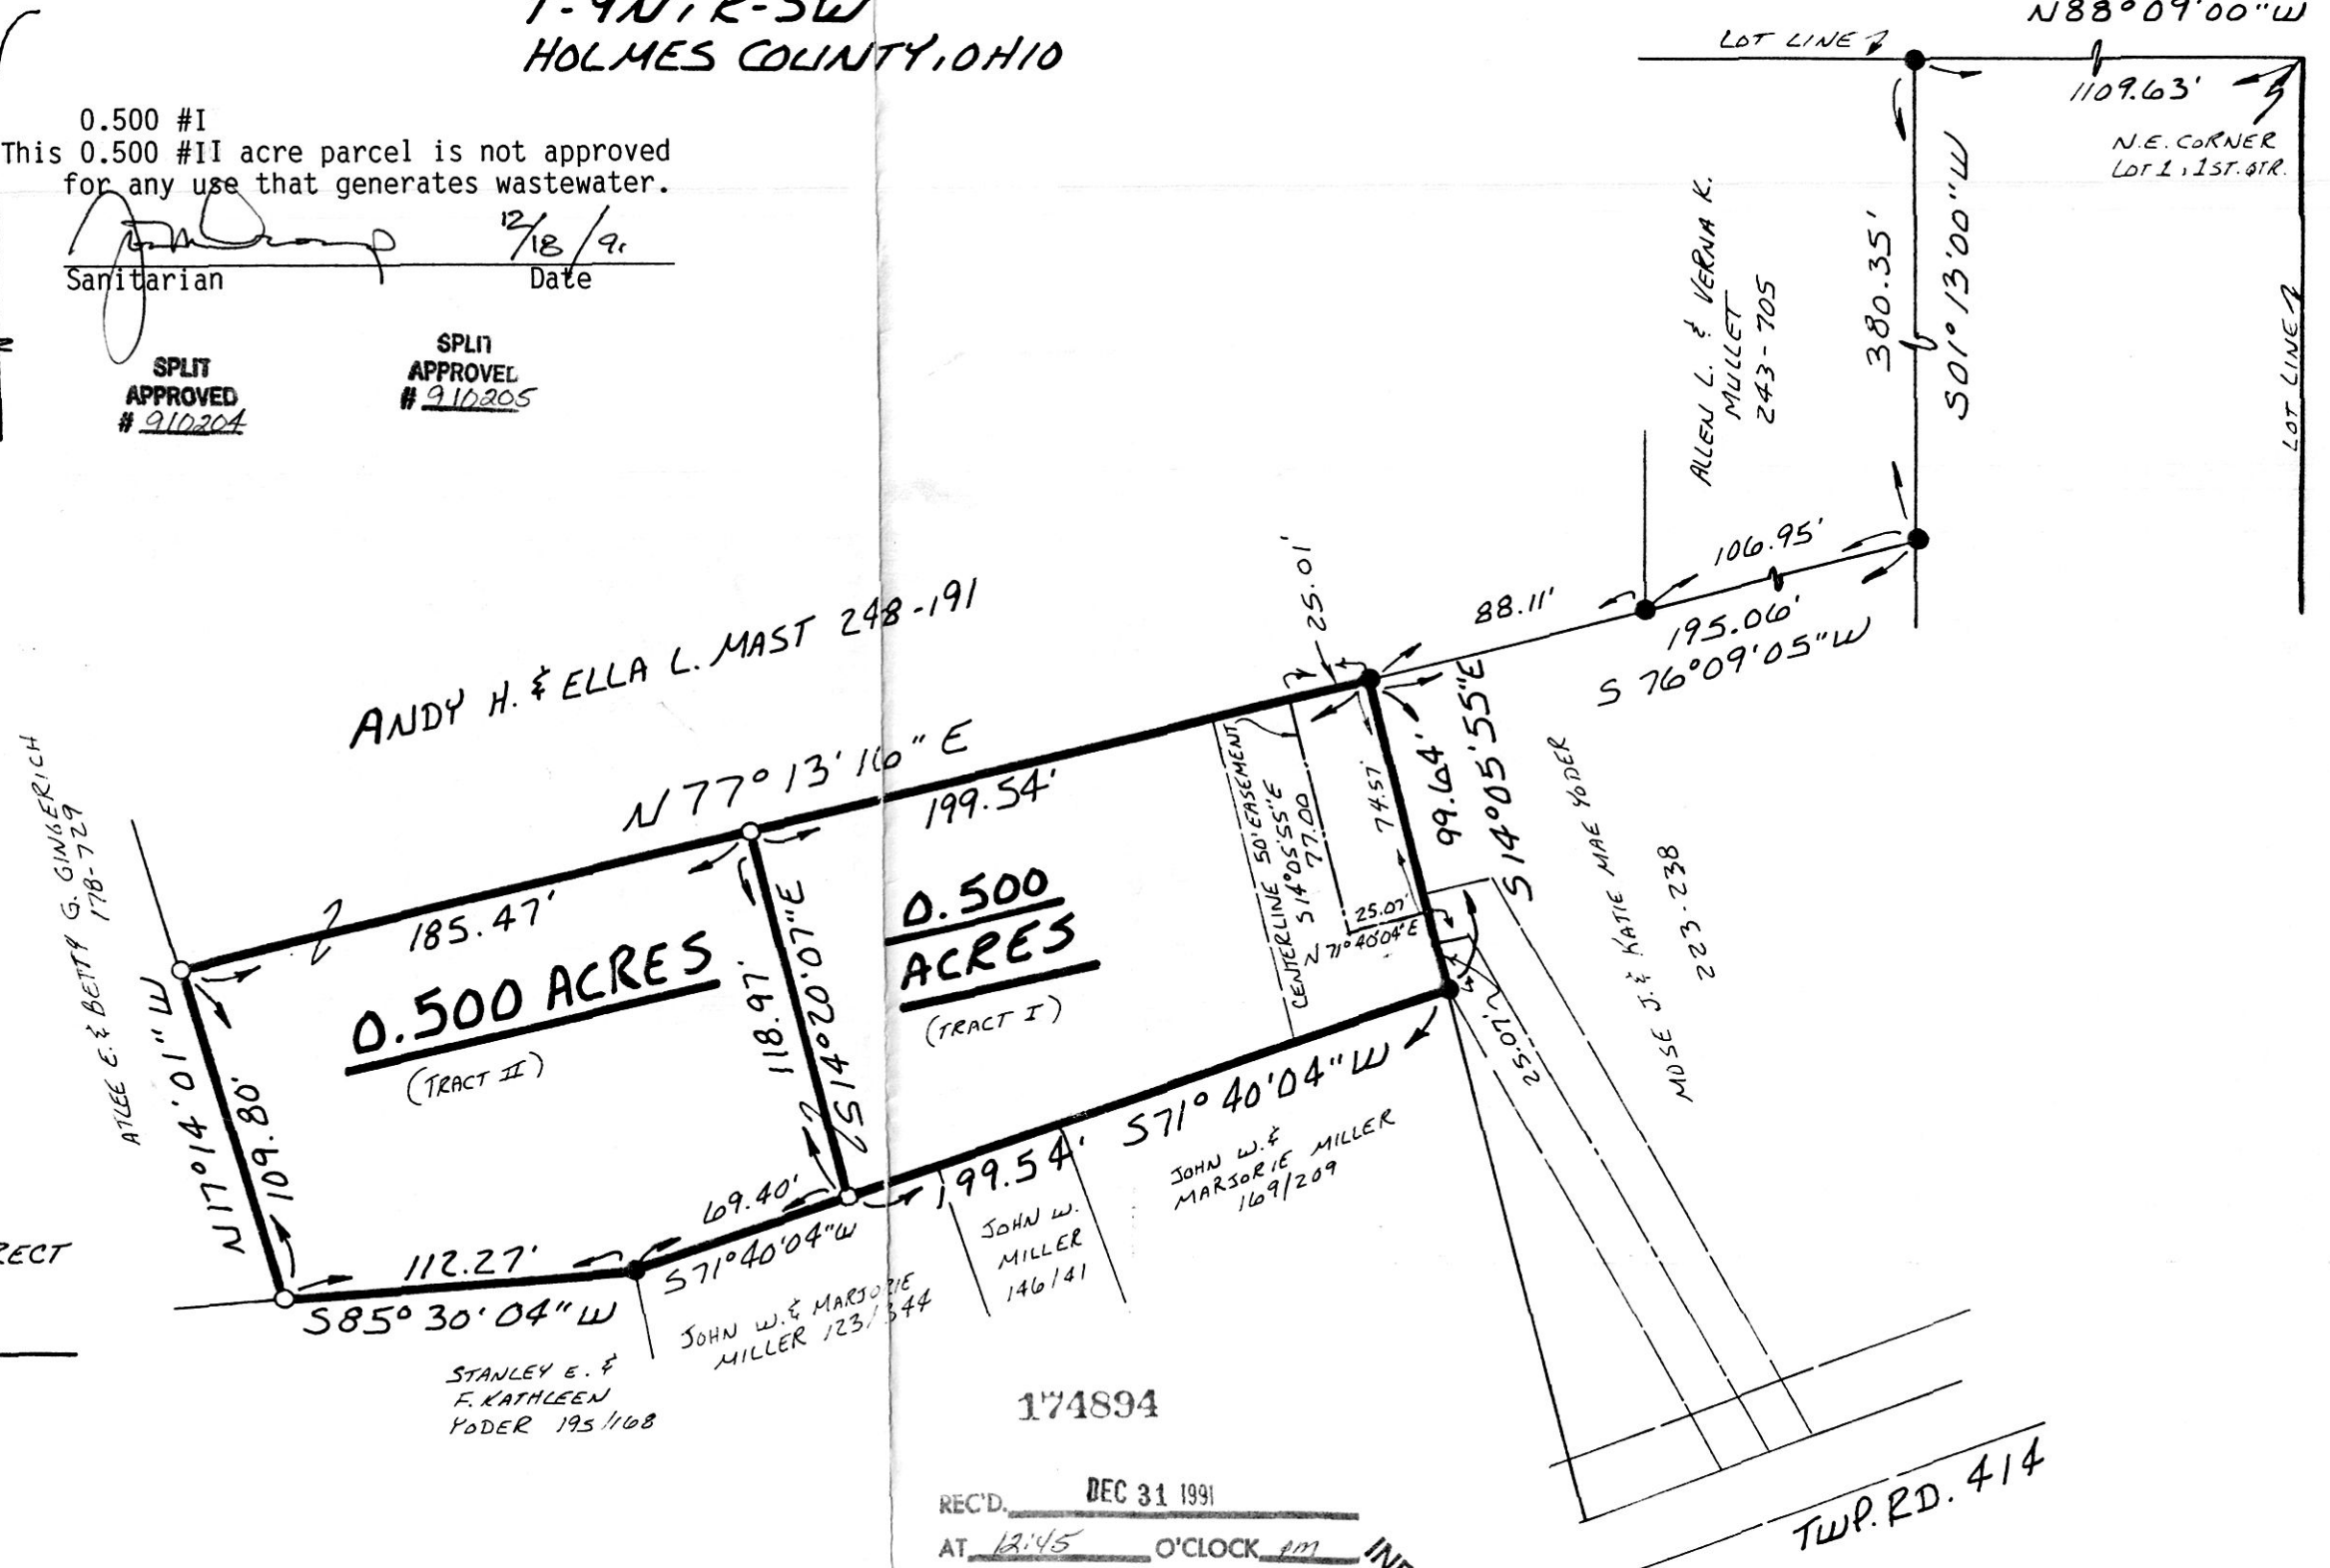 T-9N, R-5W
HOLMES COUNTY, OHIO
N88°09'00"W
LOT LINE
1109.63'
N.E. CORNER
LOT 1, 1ST. QTR.
0.500 #I
This 0.500 #II acre parcel is not approved
for any use that generates wastewater.
12/18/91
Sanitarian Date
SPLIT
APPROVED
# 910204
SPLIT
APPROVED
# 910205
ALLEN L. & VERNA K.
MULLET
243-705
380.35'
S01°13'00"W
LOT LINE
106.95'
195.06'
S 76°09'05"W
88.11'
25.01'
ANDY H. & ELLA L. MAST 248-191
N77°13'16"E
199.54'
185.47'
ATLEE E. & BETTY G. GINGERICH
178-729
N17°14'01"W
109.80'
0.500 ACRES
(TRACT II)
118.97'
S14°20'07"E
0.500
ACRES
(TRACT I)
CENTERLINE 50' EASEMENT
S14°05'55"E
77.00
74.57'
25.07'
N 71°40'04"E
99.64'
S14°05'55"E
MOSE J. & KATIE MAE YODER
223-238
25.07'
S71°40'04"W
199.54'
69.40'
S71°40'04"W
112.27'
S85°30'04"W
JOHN W. &
MARJORIE MILLER
169/209
JOHN W.
MILLER
146/41
JOHN W. & MARJORIE
MILLER 123/344
STANLEY E. &
F. KATHLEEN
YODER 195/168
RECT
174894
REC'D. DEC 31 1991
AT 12:45 O'CLOCK PM
TWP. RD. 414